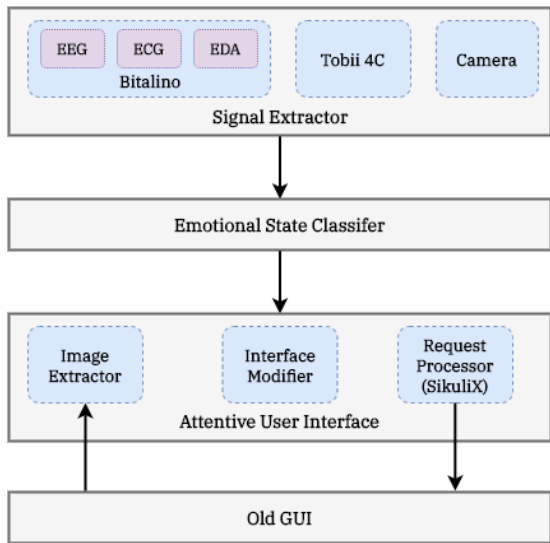 EEG
ECG
EDA
Bitalino
Tobii 4C
Camera
Signal Extractor
Emotional State Classifer
Image
Extractor
Interface
Modifier
Request
Processor
(SikuliX)
Attentive User Interface
Old GUI